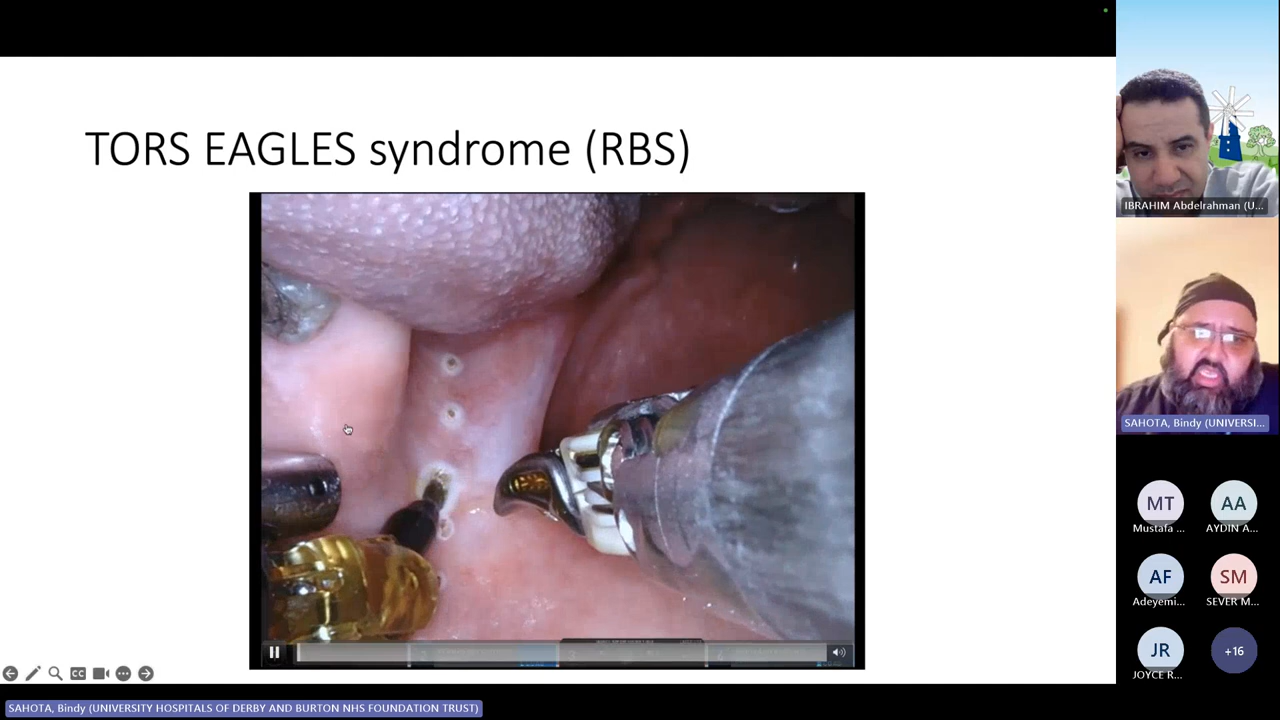 TORS EAGLES syndrome (RBS)
IBRAHIM Abdelrahman (U...
SAHOTA, Bindy (UNIVERSI...
MT
Mustafa ...
AA
AYDIN A...
AF
Adeyemi...
SM
SEVER M...
JR
JOYCE R...
+16
CC
SAHOTA, Bindy (UNIVERSITY HOSPITALS OF DERBY AND BURTON NHS FOUNDATION TRUST)